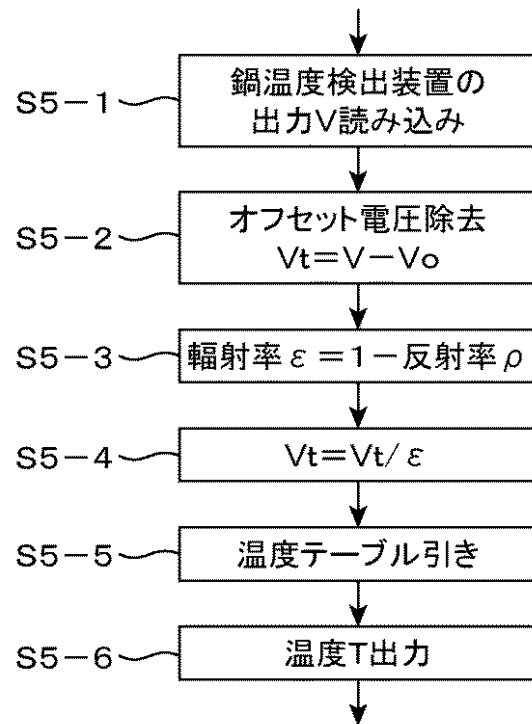 S5-1
鍋温度検出装置の
出力V読み込み
S5-2
オフセット電圧除去
Vt=V-Vo
S5-3
輻射率ε=1-反射率ρ
S5-4
Vt=Vt/ε
S5-5
温度テーブル引き
S5-6
温度T出力